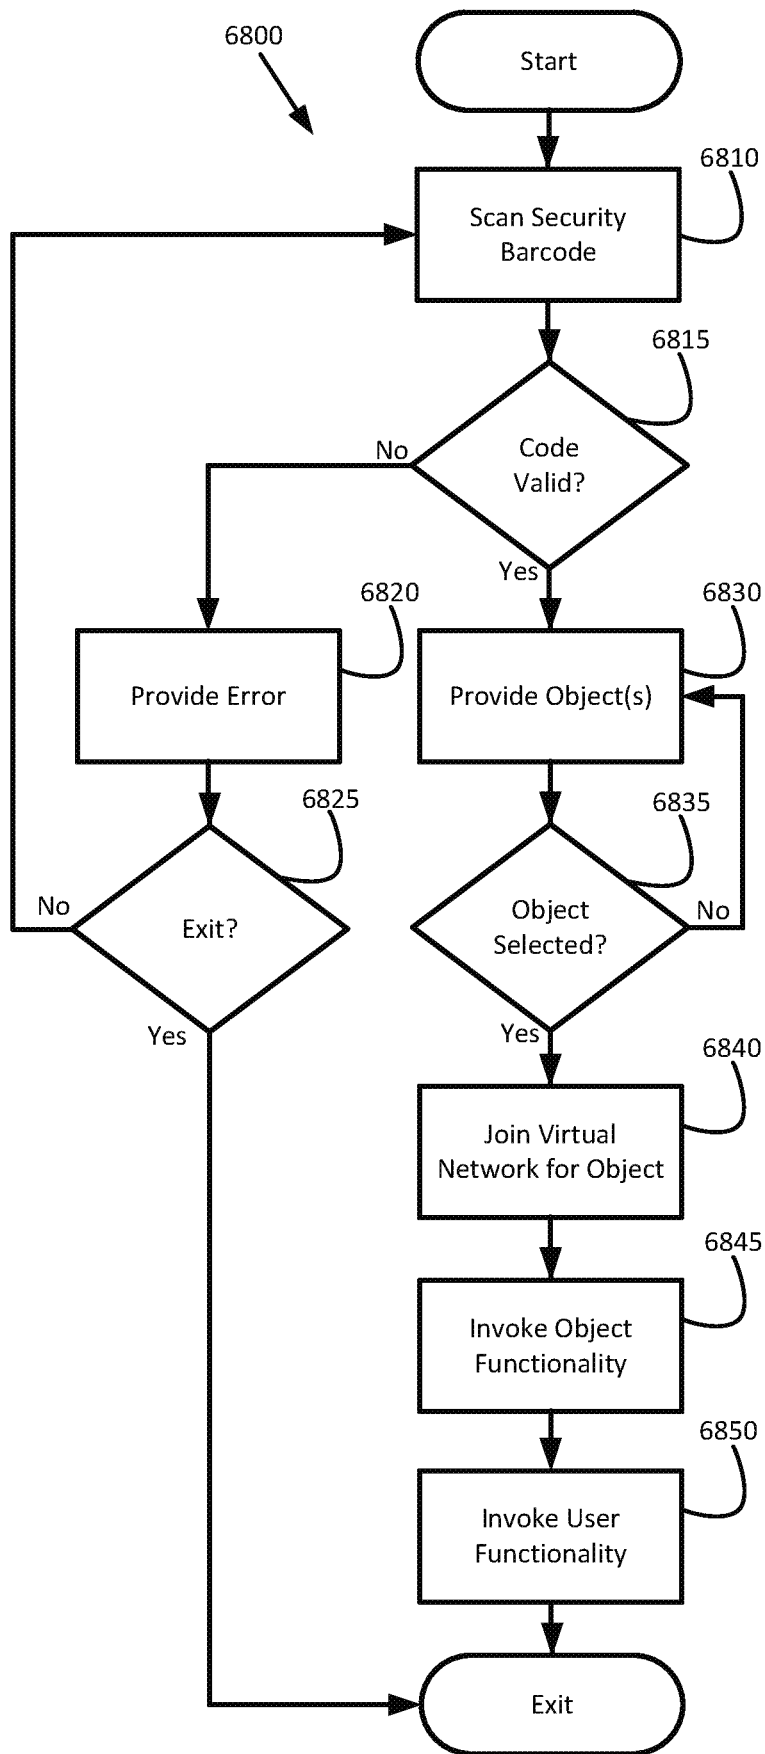 6800
Start
6810
Scan Security
Barcode
6815
No
Code
Valid?
Yes
6820
6830
Provide Error
Provide Object(s)
6825
6835
No
Exit?
Object
Selected?
No
Yes
Yes
6840
Join Virtual
Network for Object
6845
Invoke Object
Functionality
6850
Invoke User
Functionality
Exit